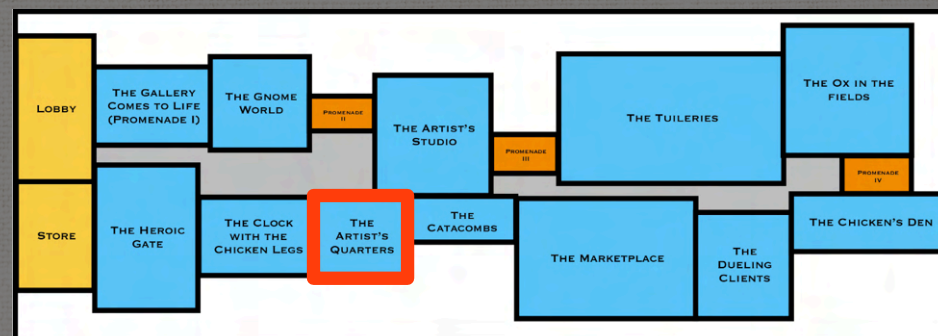 LOBBY
THE GALLERY
COMES TO LIFE
(PROMENADE I)
THE GNOME
WORLD
PROMENADE
II
THE ARTIST'S
STUDIO
PROMENADE
III
THE TUILERIES
THE OX IN THE
FIELDS
PROMENADE
IV
STORE
THE HEROIC
GATE
THE CLOCK
WITH THE
CHICKEN LEGS
THE
ARTIST'S
QUARTERS
THE
CATACOMBS
THE MARKETPLACE
THE
DUELING
CLIENTS
THE CHICKEN'S DEN